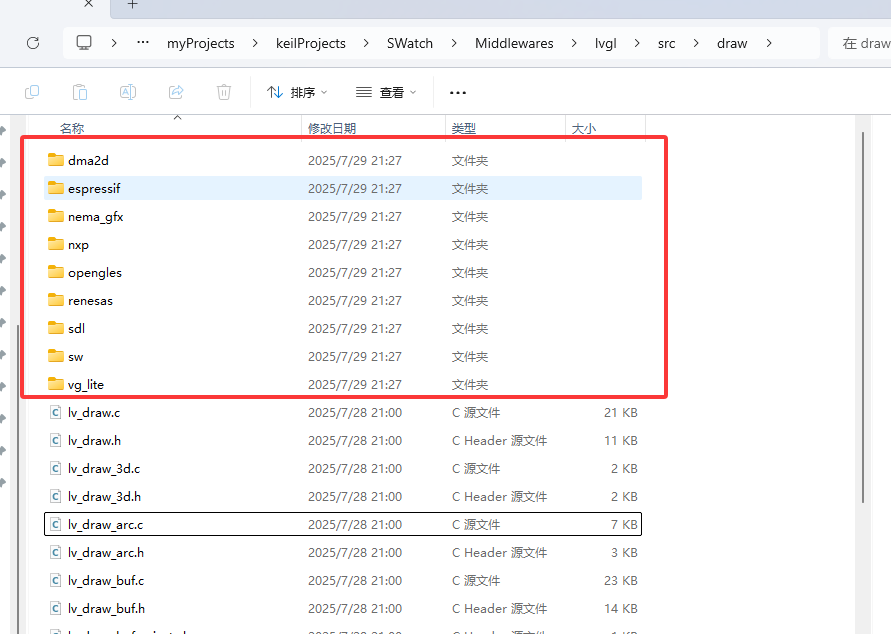 myProjects keilProjects SWatch Middlewares lvgl src draw 在 draw
排序 查看
名称 修改日期 类型 大小
dma2d 2025/7/29 21:27 文件夹
espressif 2025/7/29 21:27 文件夹
nema_gfx 2025/7/29 21:27 文件夹
nxp 2025/7/29 21:27 文件夹
opengles 2025/7/29 21:27 文件夹
renesas 2025/7/29 21:27 文件夹
sdl 2025/7/29 21:27 文件夹
sw 2025/7/29 21:27 文件夹
vg_lite 2025/7/29 21:27 文件夹
lv_draw.c 2025/7/28 21:00 C 源文件 21 KB
lv_draw.h 2025/7/28 21:00 C Header 源文件 11 KB
lv_draw_3d.c 2025/7/28 21:00 C 源文件 2 KB
lv_draw_3d.h 2025/7/28 21:00 C Header 源文件 2 KB
lv_draw_arc.c 2025/7/28 21:00 C 源文件 7 KB
lv_draw_arc.h 2025/7/28 21:00 C Header 源文件 3 KB
lv_draw_buf.c 2025/7/28 21:00 C 源文件 23 KB
lv_draw_buf.h 2025/7/28 21:00 C Header 源文件 14 KB